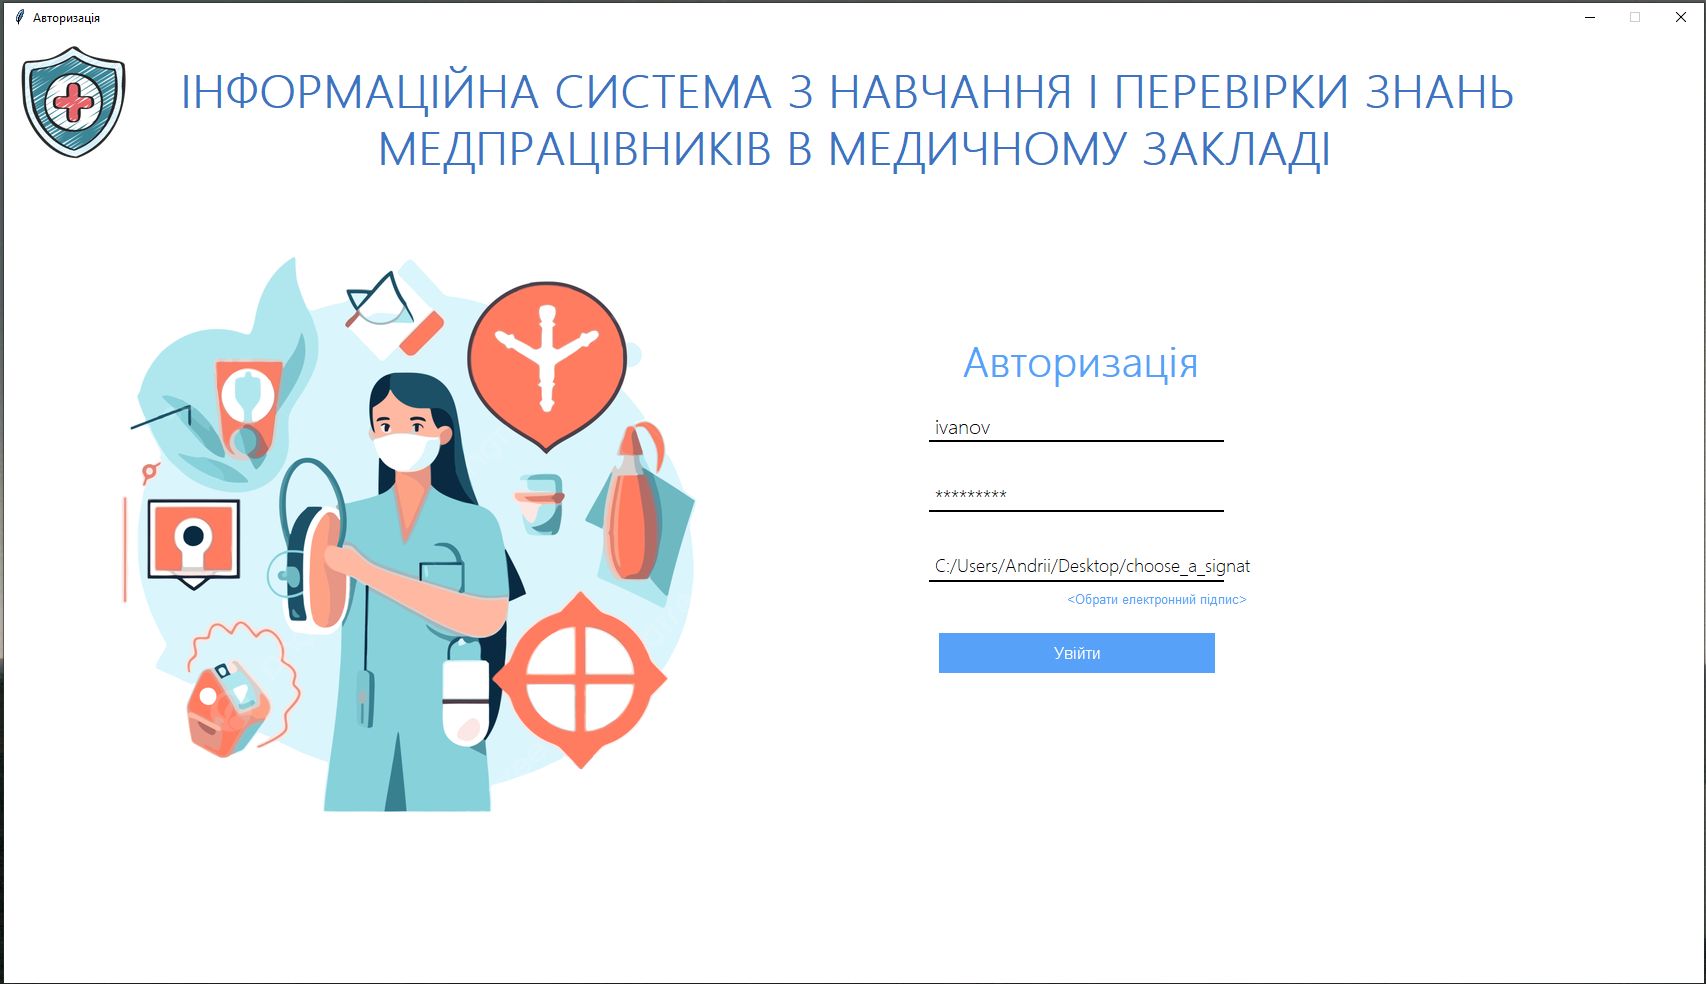 Авторизація
ІНФОРМАЦІЙНА СИСТЕМА З НАВЧАННЯ І ПЕРЕВІРКИ ЗНАНЬ
МЕДПРАЦІВНИКІВ В МЕДИЧНОМУ ЗАКЛАДІ
Авторизація
ivanov
*********
C:/Users/Andrii/Desktop/choose_a_signat
<Обрати електронний підпис>
Увійти